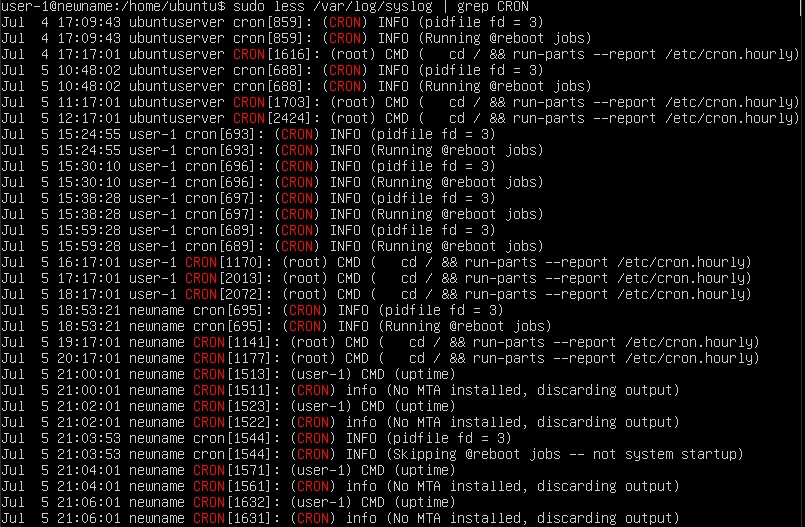 user-1@newname:/home/ubuntu$ sudo less /var/log/syslog | grep CRON
Jul  4 17:09:43 ubuntuserver cron[859]: (CRON) INFO (pidfile fd = 3)
Jul  4 17:09:43 ubuntuserver cron[859]: (CRON) INFO (Running @reboot jobs)
Jul  4 17:17:01 ubuntuserver CRON[1616]: (root) CMD (   cd / && run-parts --report /etc/cron.hourly)
Jul  5 10:48:02 ubuntuserver cron[688]: (CRON) INFO (pidfile fd = 3)
Jul  5 10:48:02 ubuntuserver cron[688]: (CRON) INFO (Running @reboot jobs)
Jul  5 11:17:01 ubuntuserver CRON[1703]: (root) CMD (   cd / && run-parts --report /etc/cron.hourly)
Jul  5 12:17:01 ubuntuserver CRON[2424]: (root) CMD (   cd / && run-parts --report /etc/cron.hourly)
Jul  5 15:24:55 user-1 cron[693]: (CRON) INFO (pidfile fd = 3)
Jul  5 15:24:55 user-1 cron[693]: (CRON) INFO (Running @reboot jobs)
Jul  5 15:30:10 user-1 cron[696]: (CRON) INFO (pidfile fd = 3)
Jul  5 15:30:10 user-1 cron[696]: (CRON) INFO (Running @reboot jobs)
Jul  5 15:38:28 user-1 cron[697]: (CRON) INFO (pidfile fd = 3)
Jul  5 15:38:28 user-1 cron[697]: (CRON) INFO (Running @reboot jobs)
Jul  5 15:59:28 user-1 cron[689]: (CRON) INFO (pidfile fd = 3)
Jul  5 15:59:28 user-1 cron[689]: (CRON) INFO (Running @reboot jobs)
Jul  5 16:17:01 user-1 CRON[1170]: (root) CMD (   cd / && run-parts --report /etc/cron.hourly)
Jul  5 17:17:01 user-1 CRON[2013]: (root) CMD (   cd / && run-parts --report /etc/cron.hourly)
Jul  5 18:17:01 user-1 CRON[2072]: (root) CMD (   cd / && run-parts --report /etc/cron.hourly)
Jul  5 18:53:21 newname cron[695]: (CRON) INFO (pidfile fd = 3)
Jul  5 18:53:21 newname cron[695]: (CRON) INFO (Running @reboot jobs)
Jul  5 19:17:01 newname CRON[1141]: (root) CMD (   cd / && run-parts --report /etc/cron.hourly)
Jul  5 20:17:01 newname CRON[1177]: (root) CMD (   cd / && run-parts --report /etc/cron.hourly)
Jul  5 21:00:01 newname CRON[1513]: (user-1) CMD (uptime)
Jul  5 21:00:01 newname CRON[1511]: (CRON) info (No MTA installed, discarding output)
Jul  5 21:02:01 newname CRON[1523]: (user-1) CMD (uptime)
Jul  5 21:02:01 newname CRON[1522]: (CRON) info (No MTA installed, discarding output)
Jul  5 21:03:53 newname cron[1544]: (CRON) INFO (pidfile fd = 3)
Jul  5 21:03:53 newname cron[1544]: (CRON) INFO (Skipping @reboot jobs -- not system startup)
Jul  5 21:04:01 newname CRON[1571]: (user-1) CMD (uptime)
Jul  5 21:04:01 newname CRON[1561]: (CRON) info (No MTA installed, discarding output)
Jul  5 21:06:01 newname CRON[1632]: (user-1) CMD (uptime)
Jul  5 21:06:01 newname CRON[1631]: (CRON) info (No MTA installed, discarding output)